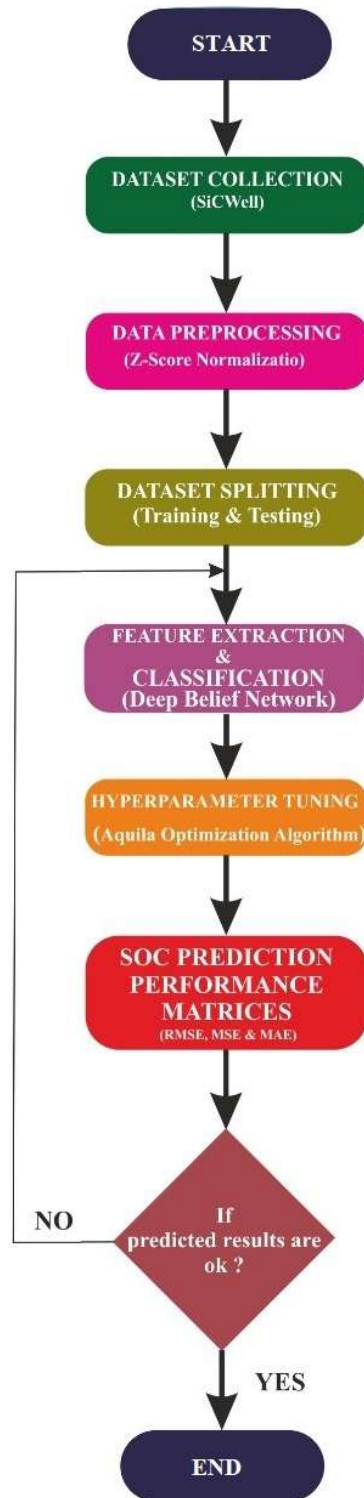 START
DATASET COLLECTION
(SiCWell)
DATA PREPROCESSING
(Z-Score Normalizatio)
DATASET SPLITTING
(Training & Testing)
FEATURE EXTRACTION
&
CLASSIFICATION
(Deep Belief Network)
HYPERPARAMETER TUNING
(Aquila Optimization Algorithm)
SOC PREDICTION
PERFORMANCE
MATRICES
(RMSE, MSE & MAE)
If
predicted results are
ok ?
NO
YES
END